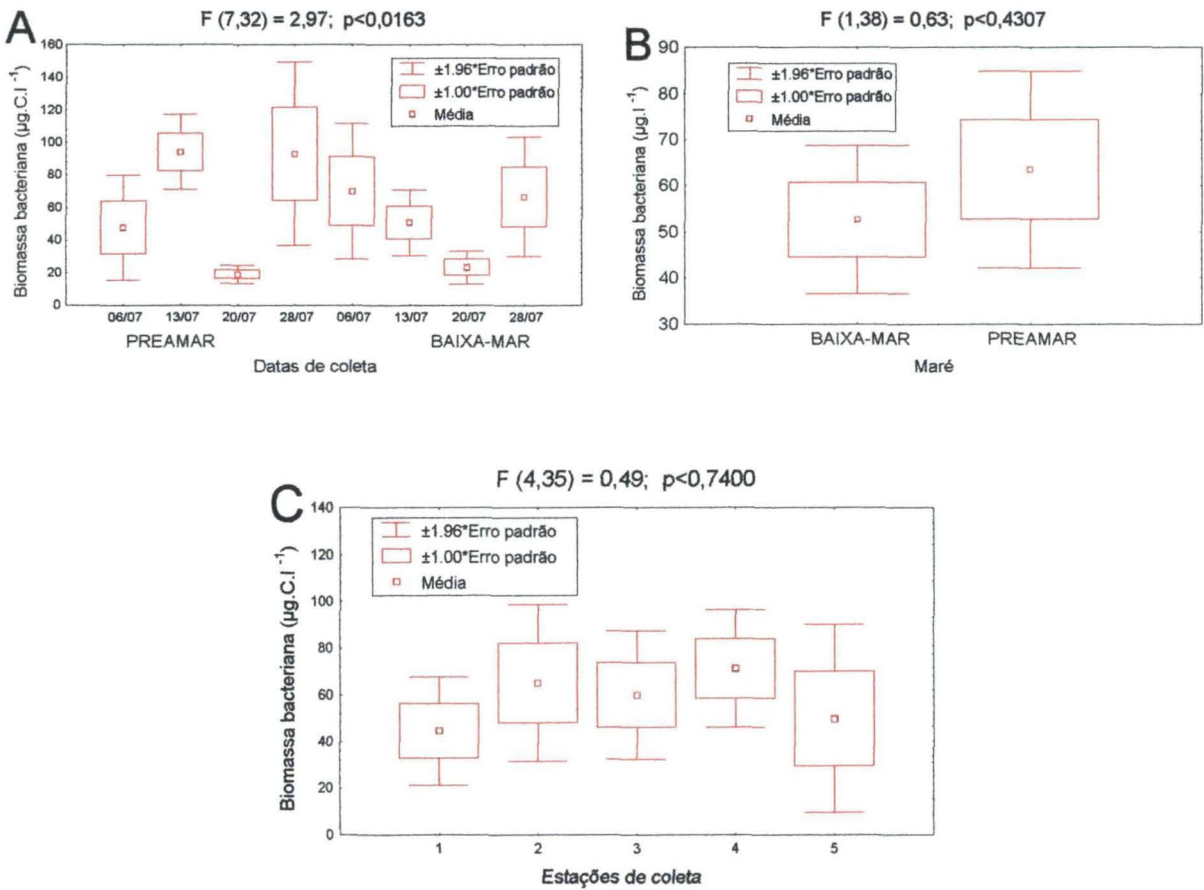 A
F (7,32) = 2,97; p<0,0163
Biomassa bacteriana (µg.C.l -1)
160
140
120
100
80
60
40
20
0
±1.96*Erro padrão
±1.00*Erro padrão
Média
06/07 13/07 20/07 28/07 06/07 13/07 20/07 28/07
PREAMAR BAIXA-MAR
Datas de coleta
B
F (1,38) = 0,63; p<0,4307
Biomassa bacteriana (µg.l -1)
90
80
70
60
50
40
30
±1.96*Erro padrão
±1.00*Erro padrão
Média
BAIXA-MAR PREAMAR
Maré
C
F (4,35) = 0,49; p<0,7400
Biomassa bacteriana (µg.C.l -1)
140
120
100
80
60
40
20
0
±1.96*Erro padrão
±1.00*Erro padrão
Média
1 2 3 4 5
Estações de coleta